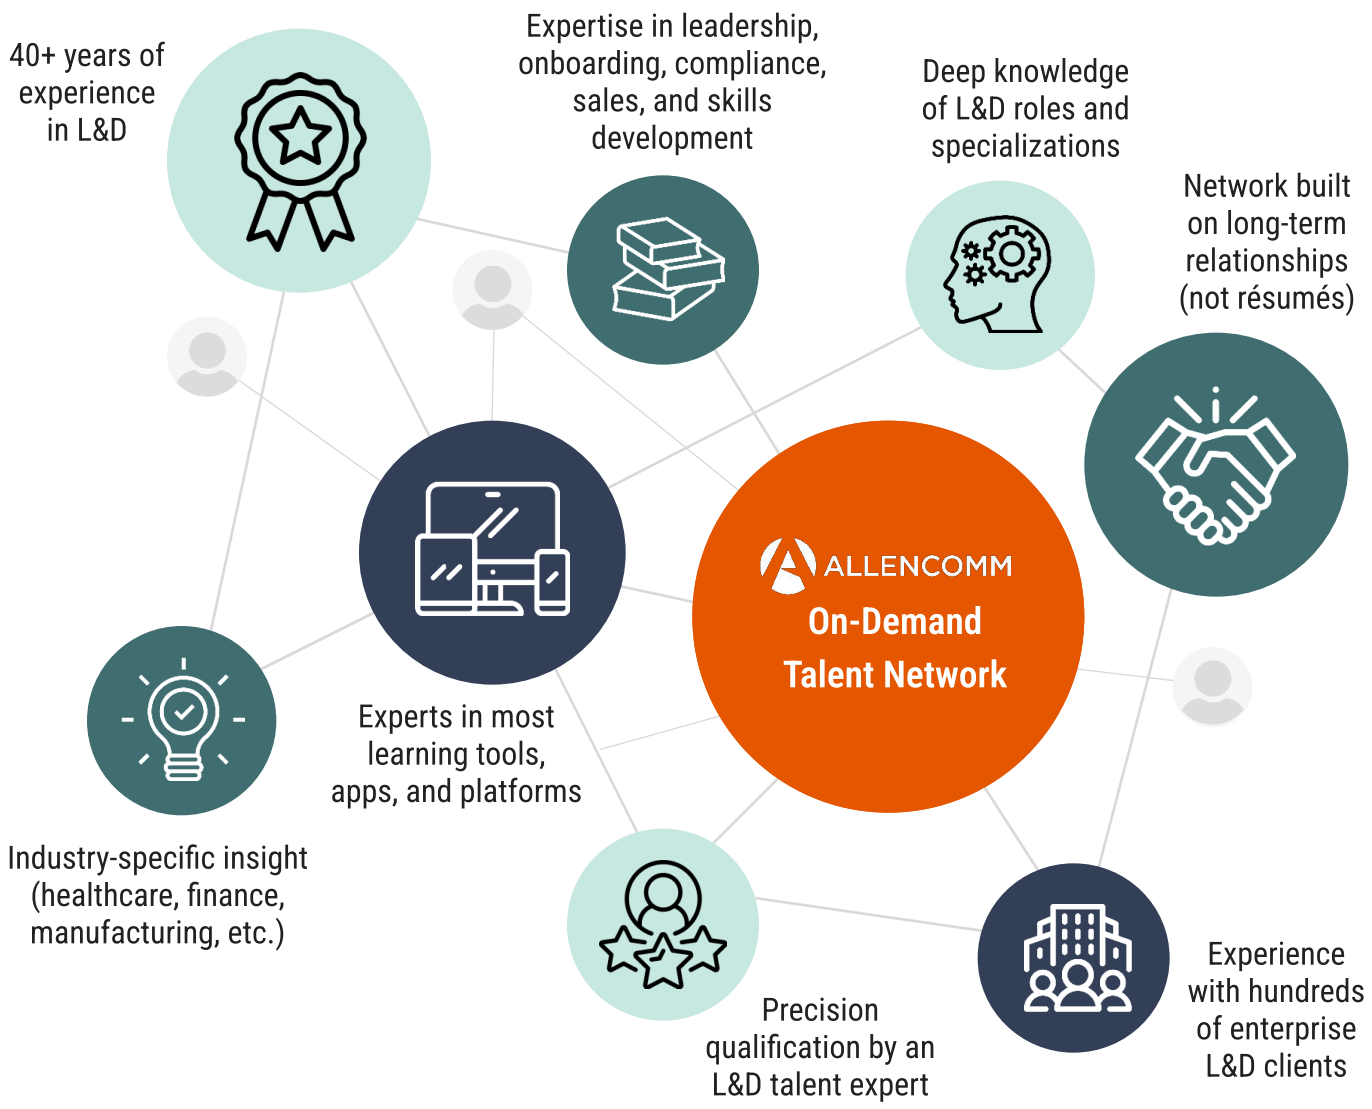 40+ years of
experience
in L&D
Expertise in leadership,
onboarding, compliance,
sales, and skills
development
Deep knowledge
of L&D roles and
specializations
Network built
on long-term
relationships
(not résumés)
ALLENCOMM
On-Demand
Talent Network
Experts in most
learning tools,
apps, and platforms
Industry-specific insight
(healthcare, finance,
manufacturing, etc.)
Precision
qualification by an
L&D talent expert
Experience
with hundreds
of enterprise
L&D clients